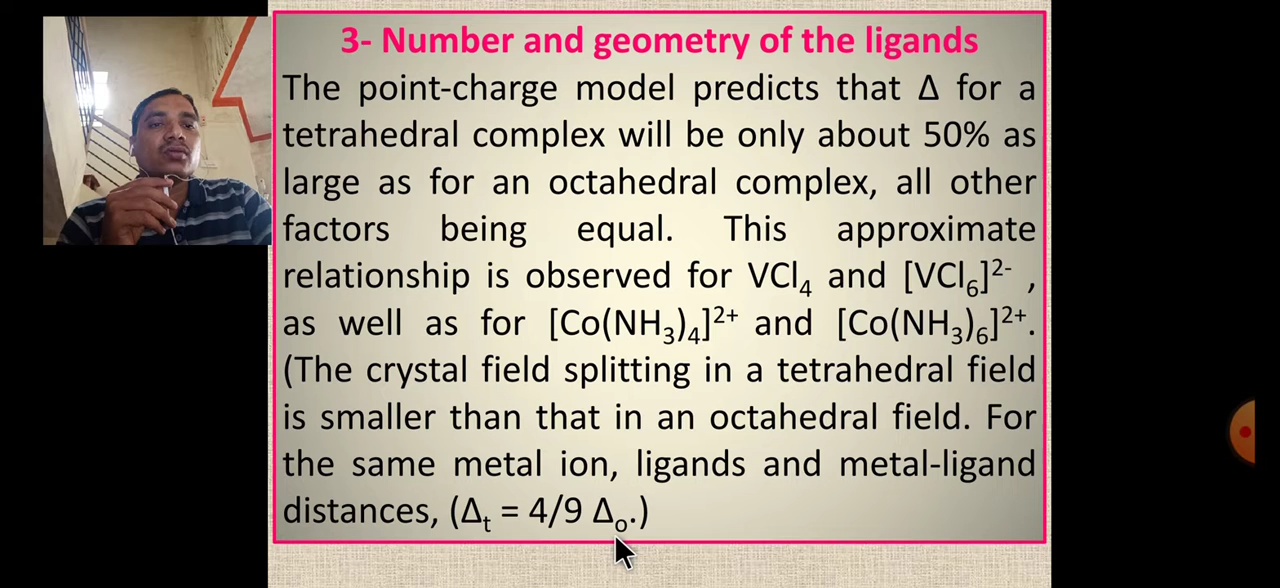 3- Number and geometry of the ligands
The point-charge model predicts that Δ for a
tetrahedral complex will be only about 50% as
large as for an octahedral complex, all other
factors being equal. This approximate
relationship is observed for VCl₄ and [VCl₆]²⁻ ,
as well as for [Co(NH₃)₄]²⁺ and [Co(NH₃)₆]²⁺.
(The crystal field splitting in a tetrahedral field
is smaller than that in an octahedral field. For
the same metal ion, ligands and metal-ligand
distances, (Δₜ = 4/9 Δₒ.)